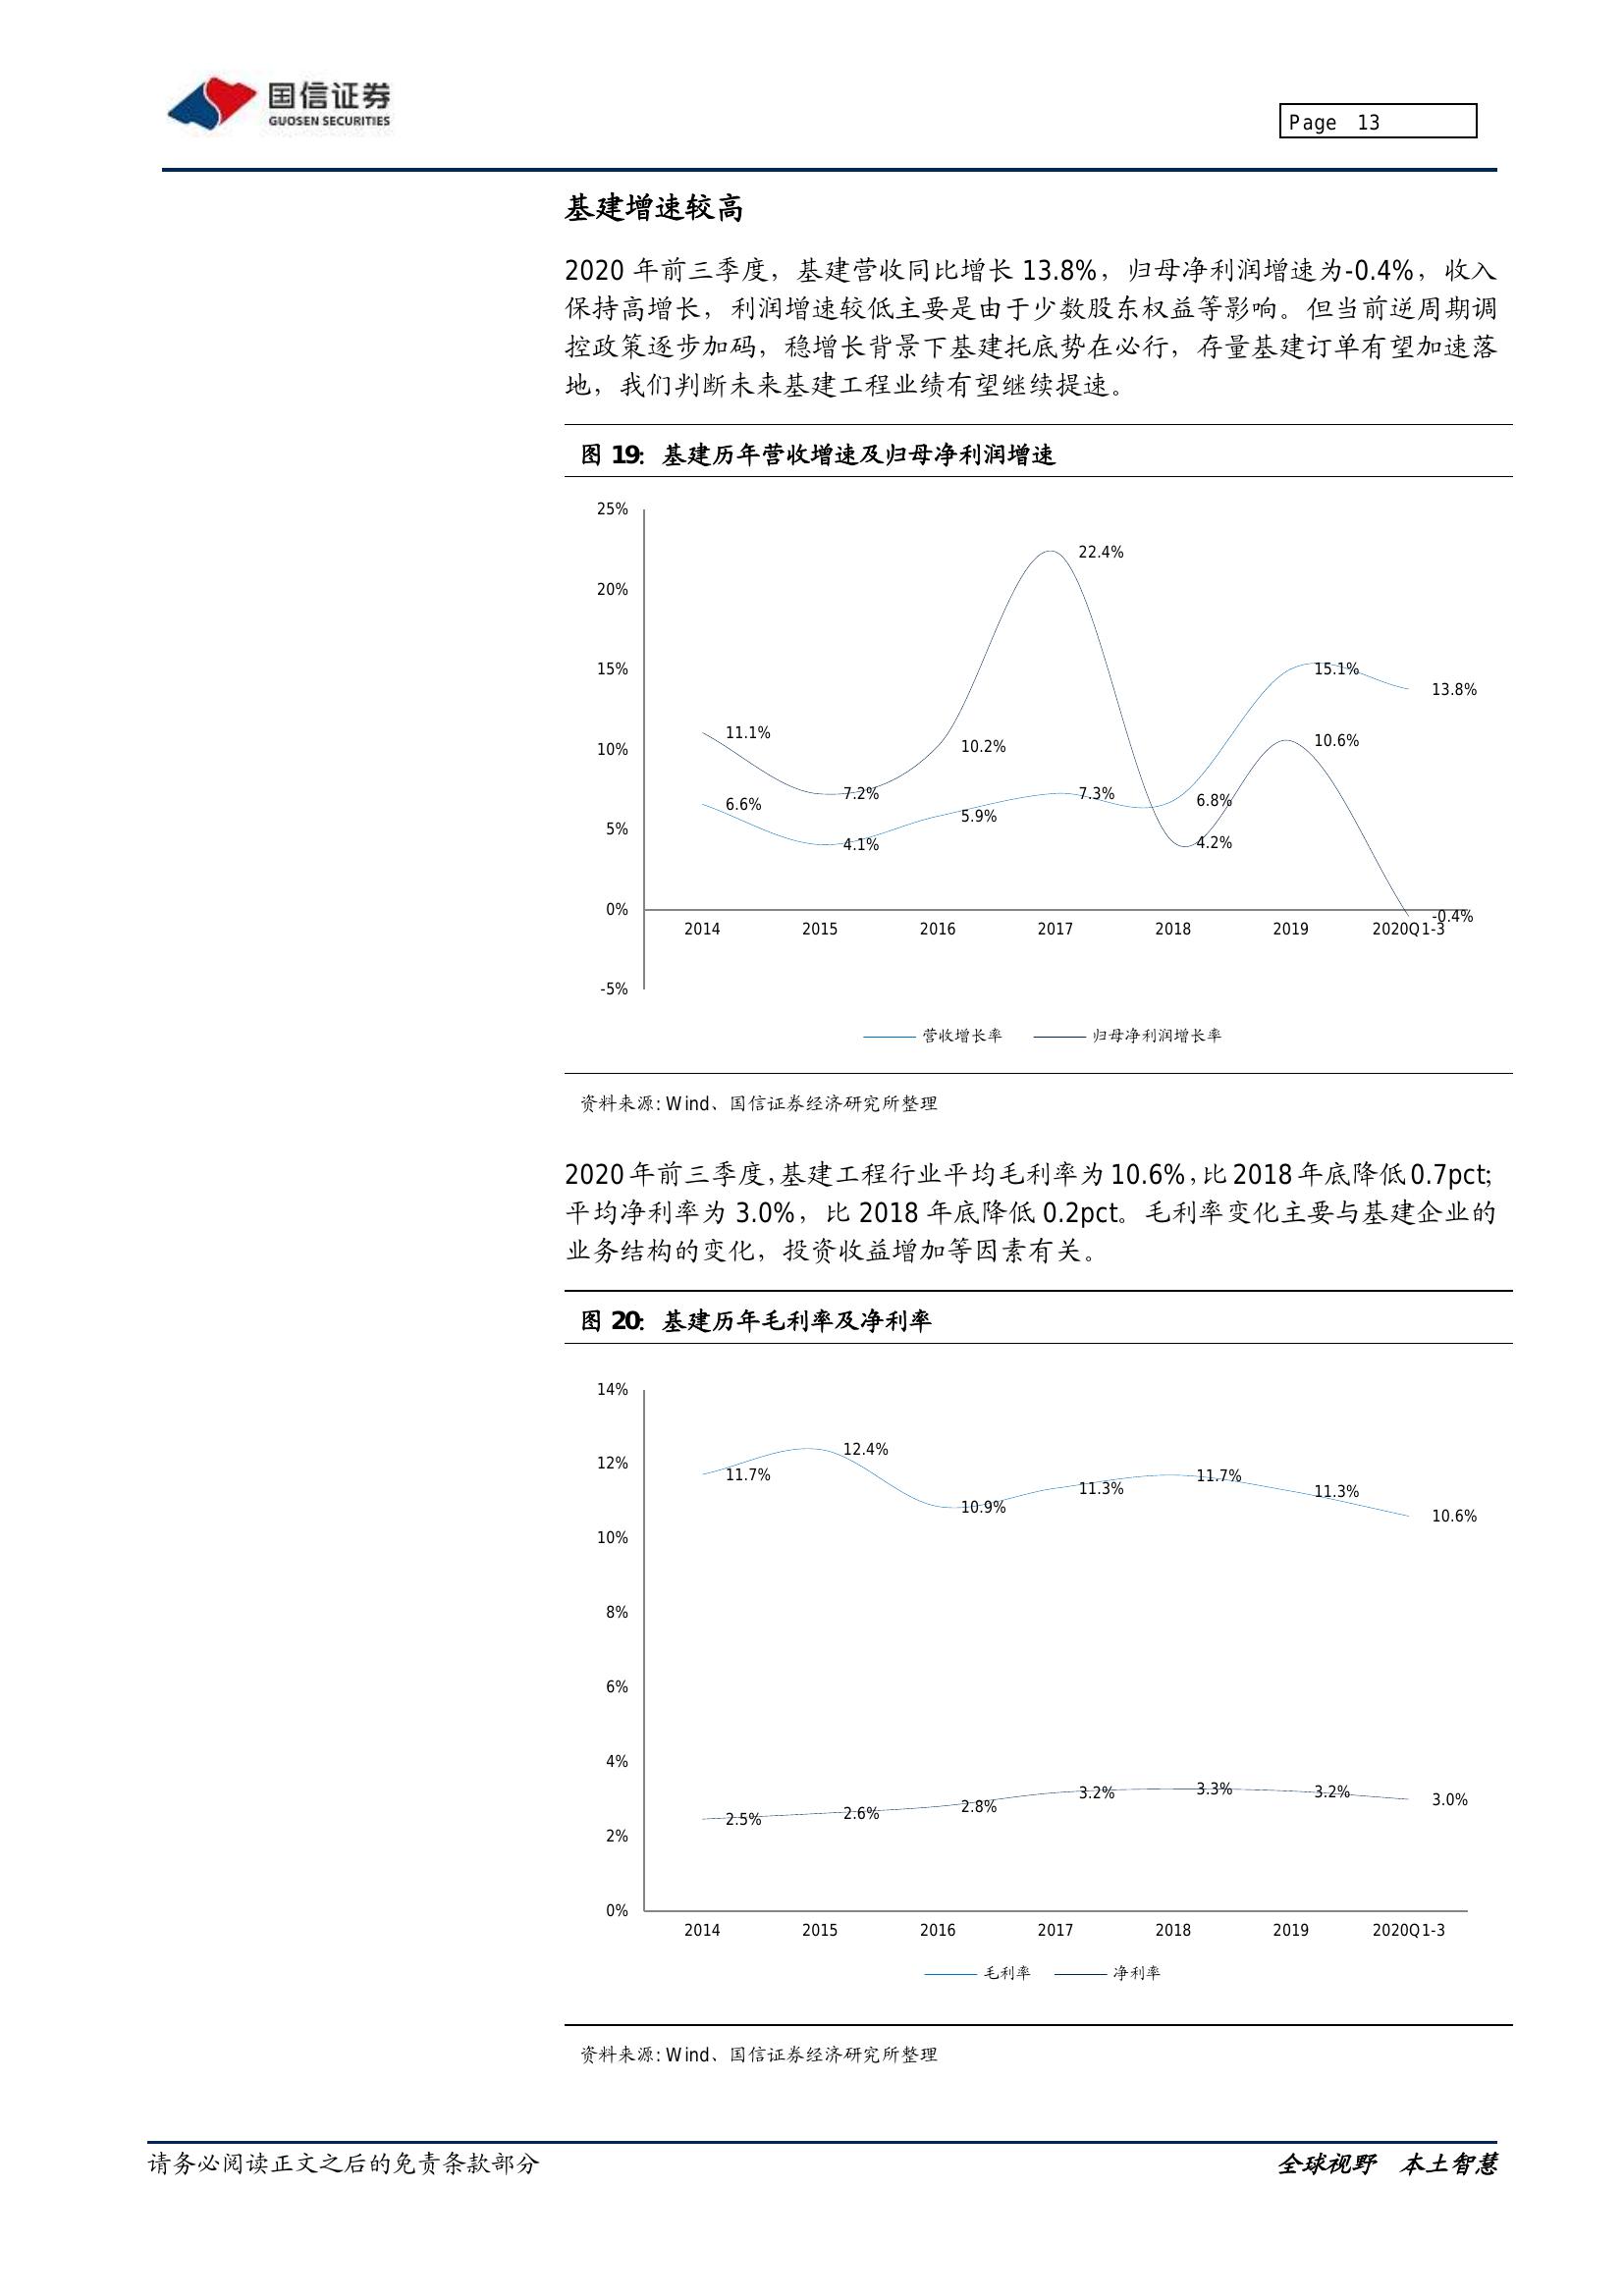 国信证券
GUOSEN SECURITIES
Page 13
基建增速较高
2020 年前三季度，基建营收同比增长 13.8%，归母净利润增速为-0.4%，收入
保持高增长，利润增速较低主要是由于少数股东权益等影响。但当前逆周期调
控政策逐步加码，稳增长背景下基建托底势在必行，存量基建订单有望加速落
地，我们判断未来基建工程业绩有望继续提速。
图 19：基建历年营收增速及归母净利润增速
25%
20%
15%
10%
5%
0%
-5%
22.4%
15.1%
13.8%
11.1%
10.2%
10.6%
7.2%
7.3%
6.6%
6.8%
5.9%
4.1%
4.2%
-0.4%
2014 2015 2016 2017 2018 2019 2020Q1-3
营收增长率 归母净利润增长率
资料来源: Wind、国信证券经济研究所整理
2020 年前三季度，基建工程行业平均毛利率为 10.6%，比 2018 年底降低 0.7pct;
平均净利率为 3.0%，比 2018 年底降低 0.2pct。毛利率变化主要与基建企业的
业务结构的变化，投资收益增加等因素有关。
图 20：基建历年毛利率及净利率
14%
12%
10%
8%
6%
4%
2%
0%
11.7% 12.4% 10.9% 11.3% 11.7% 11.3% 10.6%
2.5% 2.6% 2.8% 3.2% 3.3% 3.2% 3.0%
2014 2015 2016 2017 2018 2019 2020Q1-3
毛利率 净利率
资料来源: Wind、国信证券经济研究所整理
请务必阅读正文之后的免责条款部分
全球视野 本土智慧